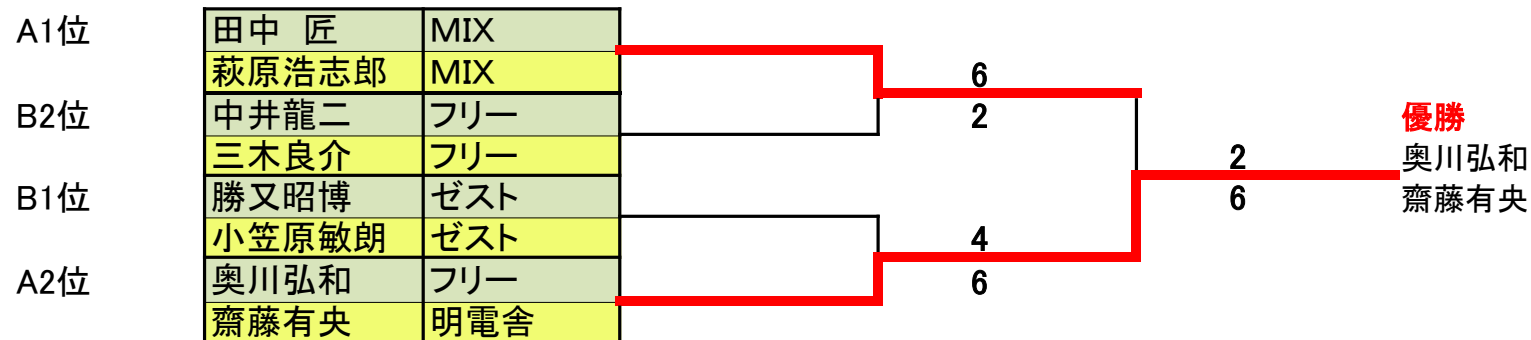 A1位 田中 匠 MIX
萩原浩志郎 MIX
6
B2位 中井龍二 フリー
2
優勝
三木良介 フリー
2
奥川弘和
B1位 勝又昭博 ゼスト
6
齋藤有央
小笠原敏朗 ゼスト
4
A2位 奥川弘和 フリー
6
齋藤有央 明電舎